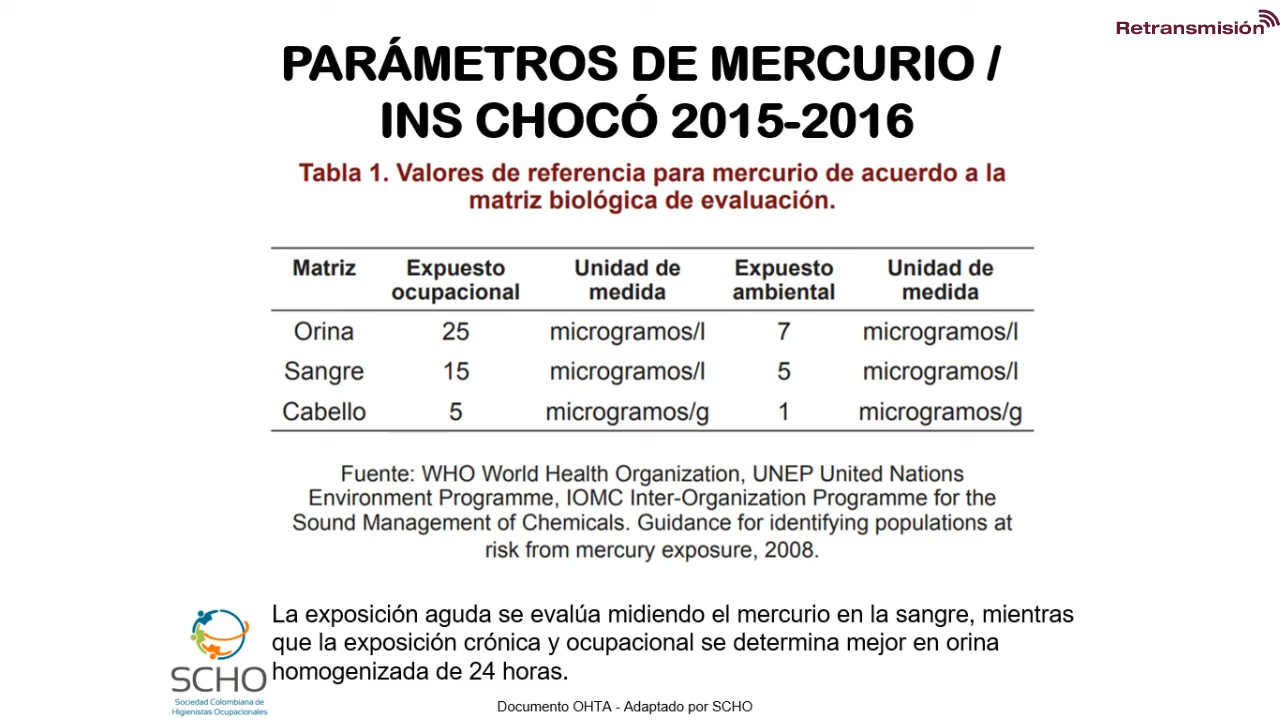 Retransmisión
PARÁMETROS DE MERCURIO /
INS CHOCÓ 2015-2016
Tabla 1. Valores de referencia para mercurio de acuerdo a la
matriz biológica de evaluación.
Matriz Expuesto ocupacional Unidad de medida Expuesto ambiental Unidad de medida
Orina 25 microgramos/l 7 microgramos/l
Sangre 15 microgramos/l 5 microgramos/l
Cabello 5 microgramos/g 1 microgramos/g
Fuente: WHO World Health Organization, UNEP United Nations
Environment Programme, IOMC Inter-Organization Programme for the
Sound Management of Chemicals. Guidance for identifying populations at
risk from mercury exposure, 2008.
La exposición aguda se evalúa midiendo el mercurio en la sangre, mientras
que la exposición crónica y ocupacional se determina mejor en orina
homogenizada de 24 horas.
SCHO
Sociedad Colombiana de
Higienistas Ocupacionales
Documento OHTA - Adaptado por SCHO